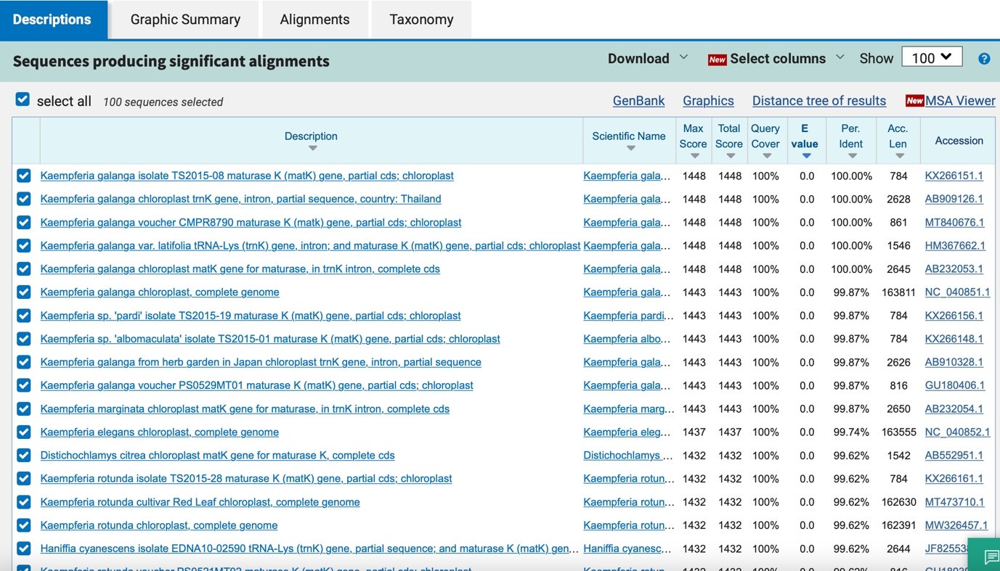 Descriptions Graphic Summary Alignments Taxonomy
Sequences producing significant alignments Download New Select columns Show 100 ?
select all 100 sequences selected GenBank Graphics Distance tree of results New MSA Viewer
Description Scientific Name Max Score Total Score Query Cover E value Per. Ident Acc. Len Accession
Kaempferia galanga isolate TS2015-08 maturase K (matK) gene, partial cds; chloroplast Kaempferia gala... 1448 1448 100% 0.0 100.00% 784 KX266151.1
Kaempferia galanga chloroplast trnK gene, intron, partial sequence, country: Thailand Kaempferia gala... 1448 1448 100% 0.0 100.00% 2628 AB909126.1
Kaempferia galanga voucher CMPR8790 maturase K (matk) gene, partial cds; chloroplast Kaempferia gala... 1448 1448 100% 0.0 100.00% 861 MT840676.1
Kaempferia galanga var. latifolia tRNA-Lys (trnK) gene, intron; and maturase K (matK) gene, partial cds; chloroplast Kaempferia gala... 1448 1448 100% 0.0 100.00% 1546 HM367662.1
Kaempferia galanga chloroplast matK gene for maturase, in trnK intron, complete cds Kaempferia gala... 1448 1448 100% 0.0 100.00% 2645 AB232053.1
Kaempferia galanga chloroplast, complete genome Kaempferia gala... 1443 1443 100% 0.0 99.87% 163811 NC_040851.1
Kaempferia sp. 'pardi' isolate TS2015-19 maturase K (matK) gene, partial cds; chloroplast Kaempferia pardi... 1443 1443 100% 0.0 99.87% 784 KX266156.1
Kaempferia sp. 'albomaculata' isolate TS2015-01 maturase K (matK) gene, partial cds; chloroplast Kaempferia albo... 1443 1443 100% 0.0 99.87% 784 KX266148.1
Kaempferia galanga from herb garden in Japan chloroplast trnK gene, intron, partial sequence Kaempferia gala... 1443 1443 100% 0.0 99.87% 2626 AB910328.1
Kaempferia galanga voucher PS0529MT01 maturase K (matK) gene, partial cds; chloroplast Kaempferia gala... 1443 1443 100% 0.0 99.87% 816 GU180406.1
Kaempferia marginata chloroplast matK gene for maturase, in trnK intron, complete cds Kaempferia marg... 1443 1443 100% 0.0 99.87% 2650 AB232054.1
Kaempferia elegans chloroplast, complete genome Kaempferia eleg... 1437 1437 100% 0.0 99.74% 163555 NC_040852.1
Distichochlamys citrea chloroplast matK gene for maturase K, complete cds Distichochlamys ... 1432 1432 100% 0.0 99.62% 1542 AB552951.1
Kaempferia rotunda isolate TS2015-28 maturase K (matK) gene, partial cds; chloroplast Kaempferia rotun... 1432 1432 100% 0.0 99.62% 784 KX266161.1
Kaempferia rotunda cultivar Red Leaf chloroplast, complete genome Kaempferia rotun... 1432 1432 100% 0.0 99.62% 162630 MT473710.1
Kaempferia rotunda chloroplast, complete genome Kaempferia rotun... 1432 1432 100% 0.0 99.62% 162391 MW326457.1
Haniffia cyanescens isolate EDNA10-02590 tRNA-Lys (trnK) gene, partial sequence; and maturase K (matK) gen... Haniffia cyanesc... 1432 1432 100% 0.0 99.62% 2644